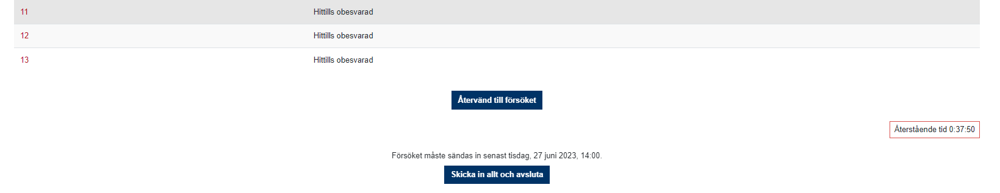 11 Hittills obesvarad
12 Hittills obesvarad
13 Hittills obesvarad
Återvänd till försöket
Återstående tid 0:37:50
Försöket måste sändas in senast tisdag, 27 juni 2023, 14:00.
Skicka in allt och avsluta